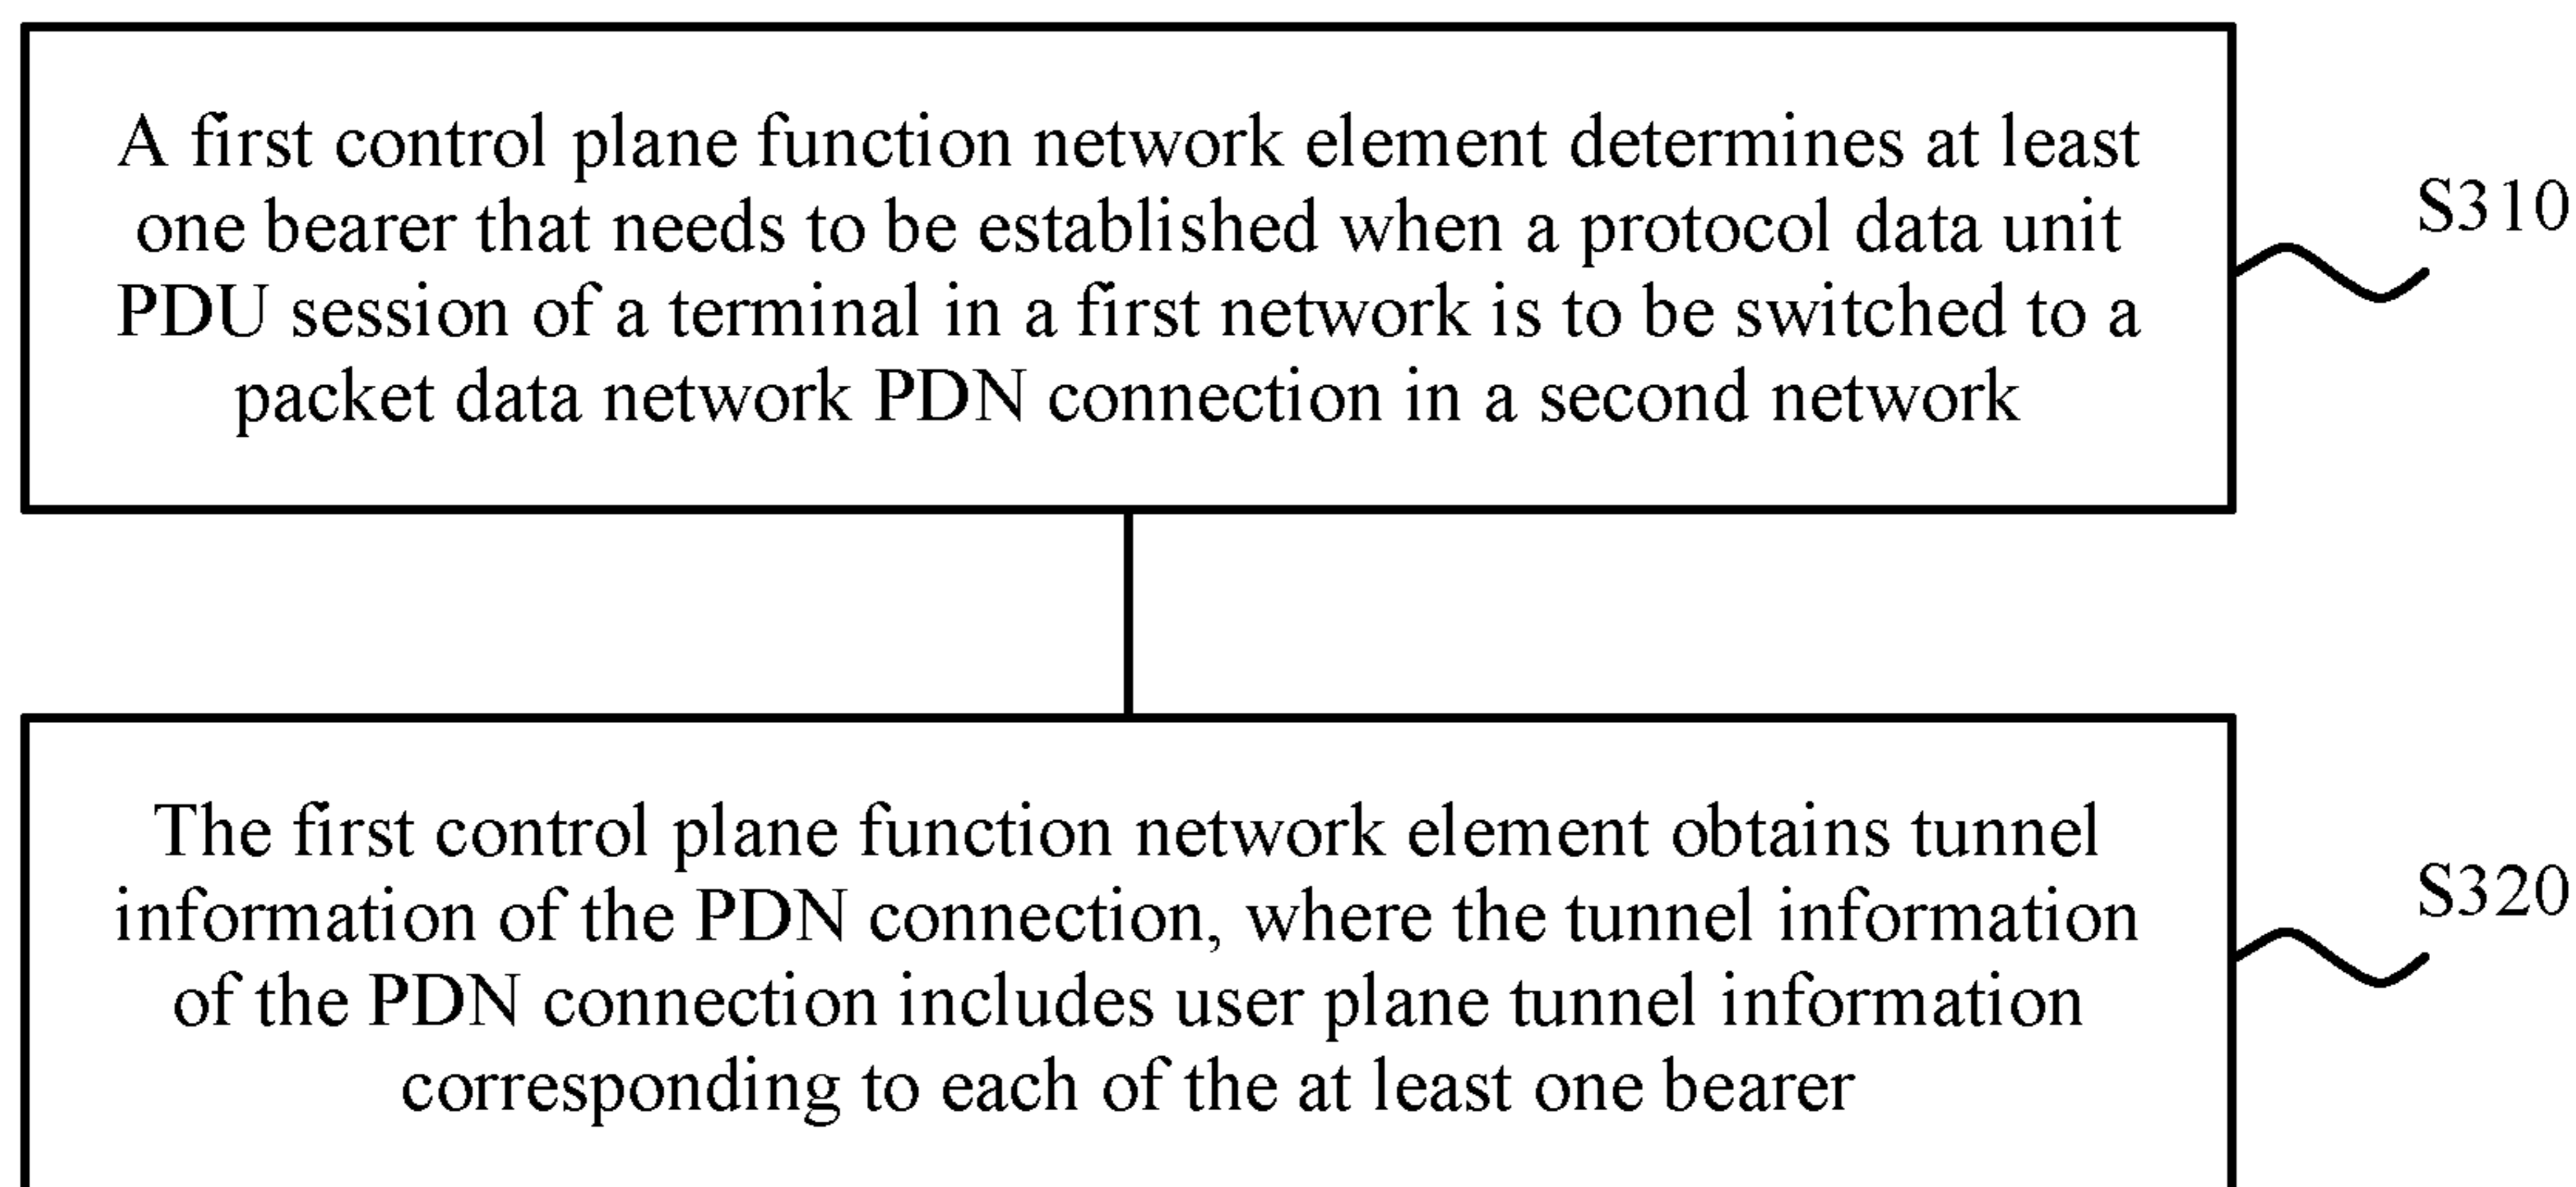 A first control plane function network element determines at least
one bearer that needs to be established when a protocol data unit
PDU session of a terminal in a first network is to be switched to a
packet data network PDN connection in a second network
S310
The first control plane function network element obtains tunnel
information of the PDN connection, where the tunnel information
of the PDN connection includes user plane tunnel information
corresponding to each of the at least one bearer
S320